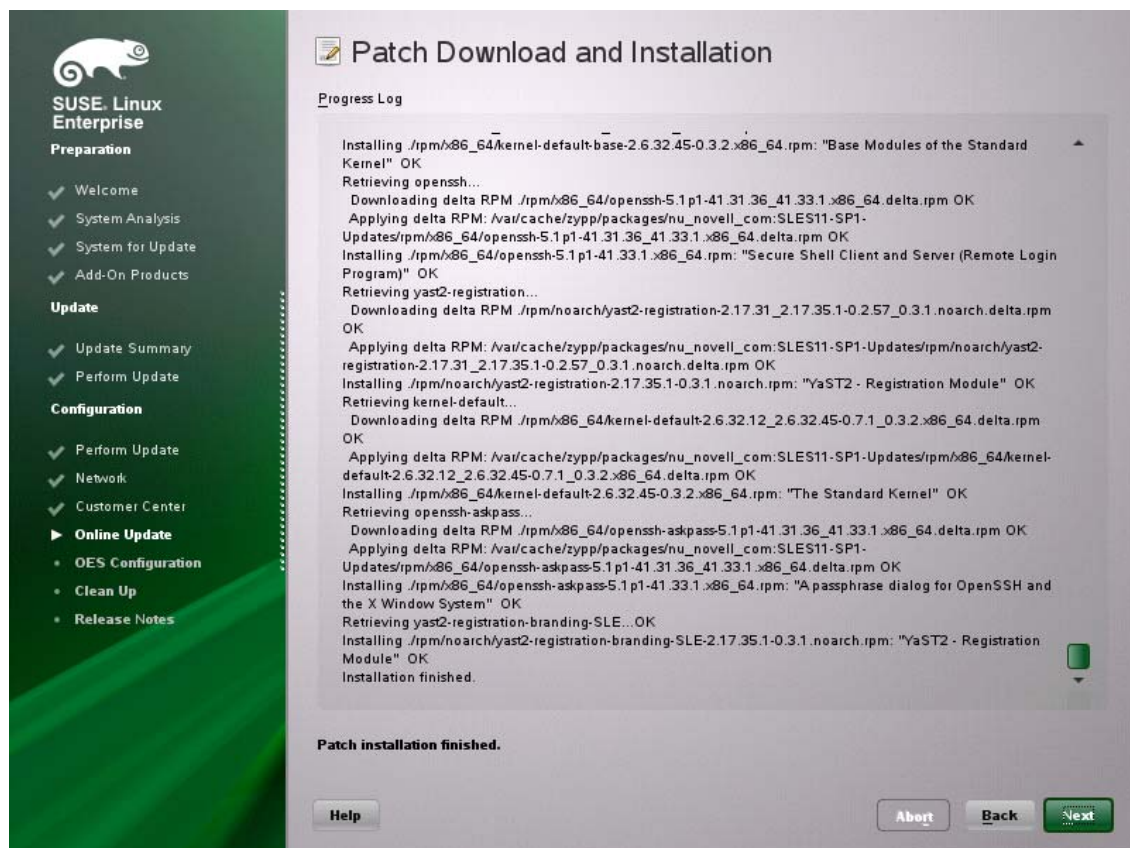 SUSE. Linux
Enterprise
Preparation
Welcome
System Analysis
System for Update
Add-On Products
Update
Update Summary
Perform Update
Configuration
Perform Update
Network
Customer Center
Online Update
OES Configuration
Clean Up
Release Notes
Patch Download and Installation
Progress Log
Installing ./rpm/x86_64/kernel-default-base-2.6.32.45-0.3.2.x86_64.rpm: "Base Modules of the Standard
Kernel" OK
Retrieving openssh...
Downloading delta RPM ./rpm/x86_64/openssh-5.1p1-41.31.36_41.33.1.x86_64.delta.rpm OK
Applying delta RPM: /var/cache/zypp/packages/nu_novell_com:SLES11-SP1-
Updates/rpm/x86_64/openssh-5.1p1-41.31.36_41.33.1.x86_64.delta.rpm OK
Installing ./rpm/x86_64/openssh-5.1p1-41.33.1.x86_64.rpm: "Secure Shell Client and Server (Remote Login
Program)" OK
Retrieving yast2-registration...
Downloading delta RPM ./rpm/noarch/yast2-registration-2.17.31_2.17.35.1-0.2.57_0.3.1.noarch.delta.rpm
OK
Applying delta RPM: /var/cache/zypp/packages/nu_novell_com:SLES11-SP1-Updates/rpm/noarch/yast2-
registration-2.17.31_2.17.35.1-0.2.57_0.3.1.noarch.delta.rpm OK
Installing ./rpm/noarch/yast2-registration-2.17.35.1-0.3.1.noarch.rpm: "YaST2 - Registration Module" OK
Retrieving kernel-default...
Downloading delta RPM ./rpm/x86_64/kernel-default-2.6.32.12_2.6.32.45-0.7.1_0.3.2.x86_64.delta.rpm
OK
Applying delta RPM: /var/cache/zypp/packages/nu_novell_com:SLES11-SP1-Updates/rpm/x86_64/kernel-
default-2.6.32.12_2.6.32.45-0.7.1_0.3.2.x86_64.delta.rpm OK
Installing ./rpm/x86_64/kernel-default-2.6.32.45-0.3.2.x86_64.rpm: "The Standard Kernel" OK
Retrieving openssh-askpass...
Downloading delta RPM ./rpm/x86_64/openssh-askpass-5.1p1-41.31.36_41.33.1.x86_64.delta.rpm OK
Applying delta RPM: /var/cache/zypp/packages/nu_novell_com:SLES11-SP1-
Updates/rpm/x86_64/openssh-askpass-5.1p1-41.31.36_41.33.1.x86_64.delta.rpm OK
Installing ./rpm/x86_64/openssh-askpass-5.1p1-41.33.1.x86_64.rpm: "A passphrase dialog for OpenSSH and
the X Window System" OK
Retrieving yast2-registration-branding-SLE...OK
Installing ./rpm/noarch/yast2-registration-branding-SLE-2.17.35.1-0.3.1.noarch.rpm: "YaST2 - Registration
Module" OK
Installation finished.
Patch installation finished.
Help
Abort
Back
Next